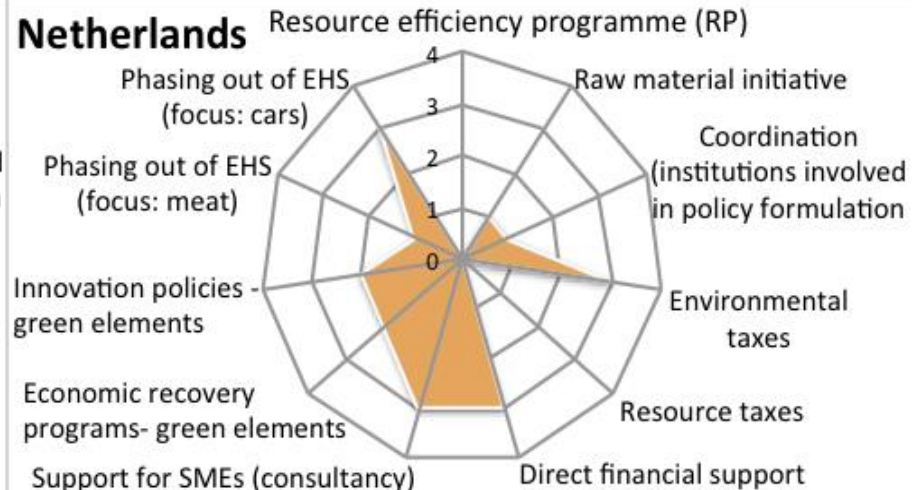 Netherlands
Resource efficiency programme (RP)
Phasing out of EHS
(focus: cars)
Raw material initiative
Coordination
(institutions involved
in policy formulation
Phasing out of EHS
(focus: meat)
4
3
2
1
0
Innovation policies -
green elements
Environmental
taxes
Economic recovery
programs- green elements
Resource taxes
Support for SMEs (consultancy)
Direct financial support